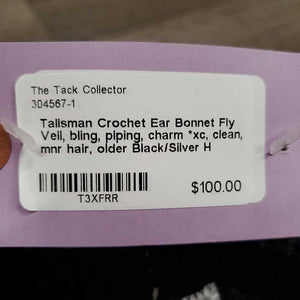 The Tack Collector
304567-1
Talisman Crochet Ear Bonnet Fly
Veil, bling, piping, charm *xc, clean,
mnr hair, older Black/Silver H
$100.00
T3XFRR